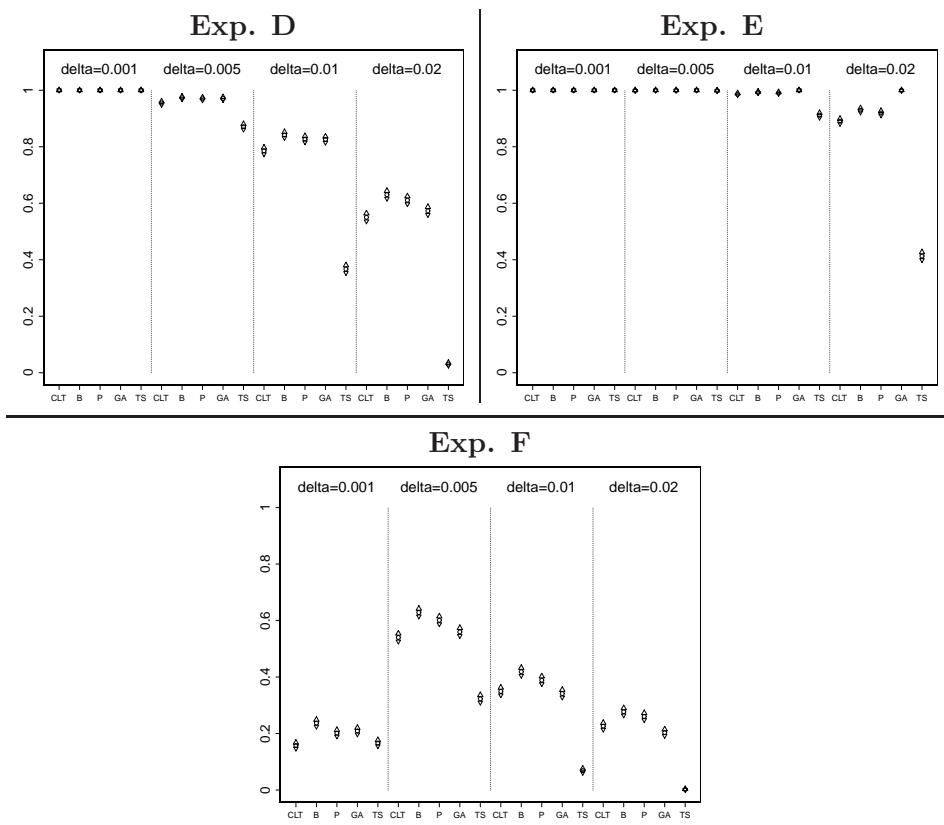 Exp. D
delta=0.001 delta=0.005 delta=0.01 delta=0.02
1
0.8
0.6
0.4
0.2
0
CLT B P GA TS CLT B P GA TS CLT B P GA TS CLT B P GA TS
Exp. E
delta=0.001 delta=0.005 delta=0.01 delta=0.02
1
0.8
0.6
0.4
0.2
0
CLT B P GA TS CLT B P GA TS CLT B P GA TS CLT B P GA TS
Exp. F
delta=0.001 delta=0.005 delta=0.01 delta=0.02
1
0.8
0.6
0.4
0.2
0
CLT B P GA TS CLT B P GA TS CLT B P GA TS CLT B P GA TS